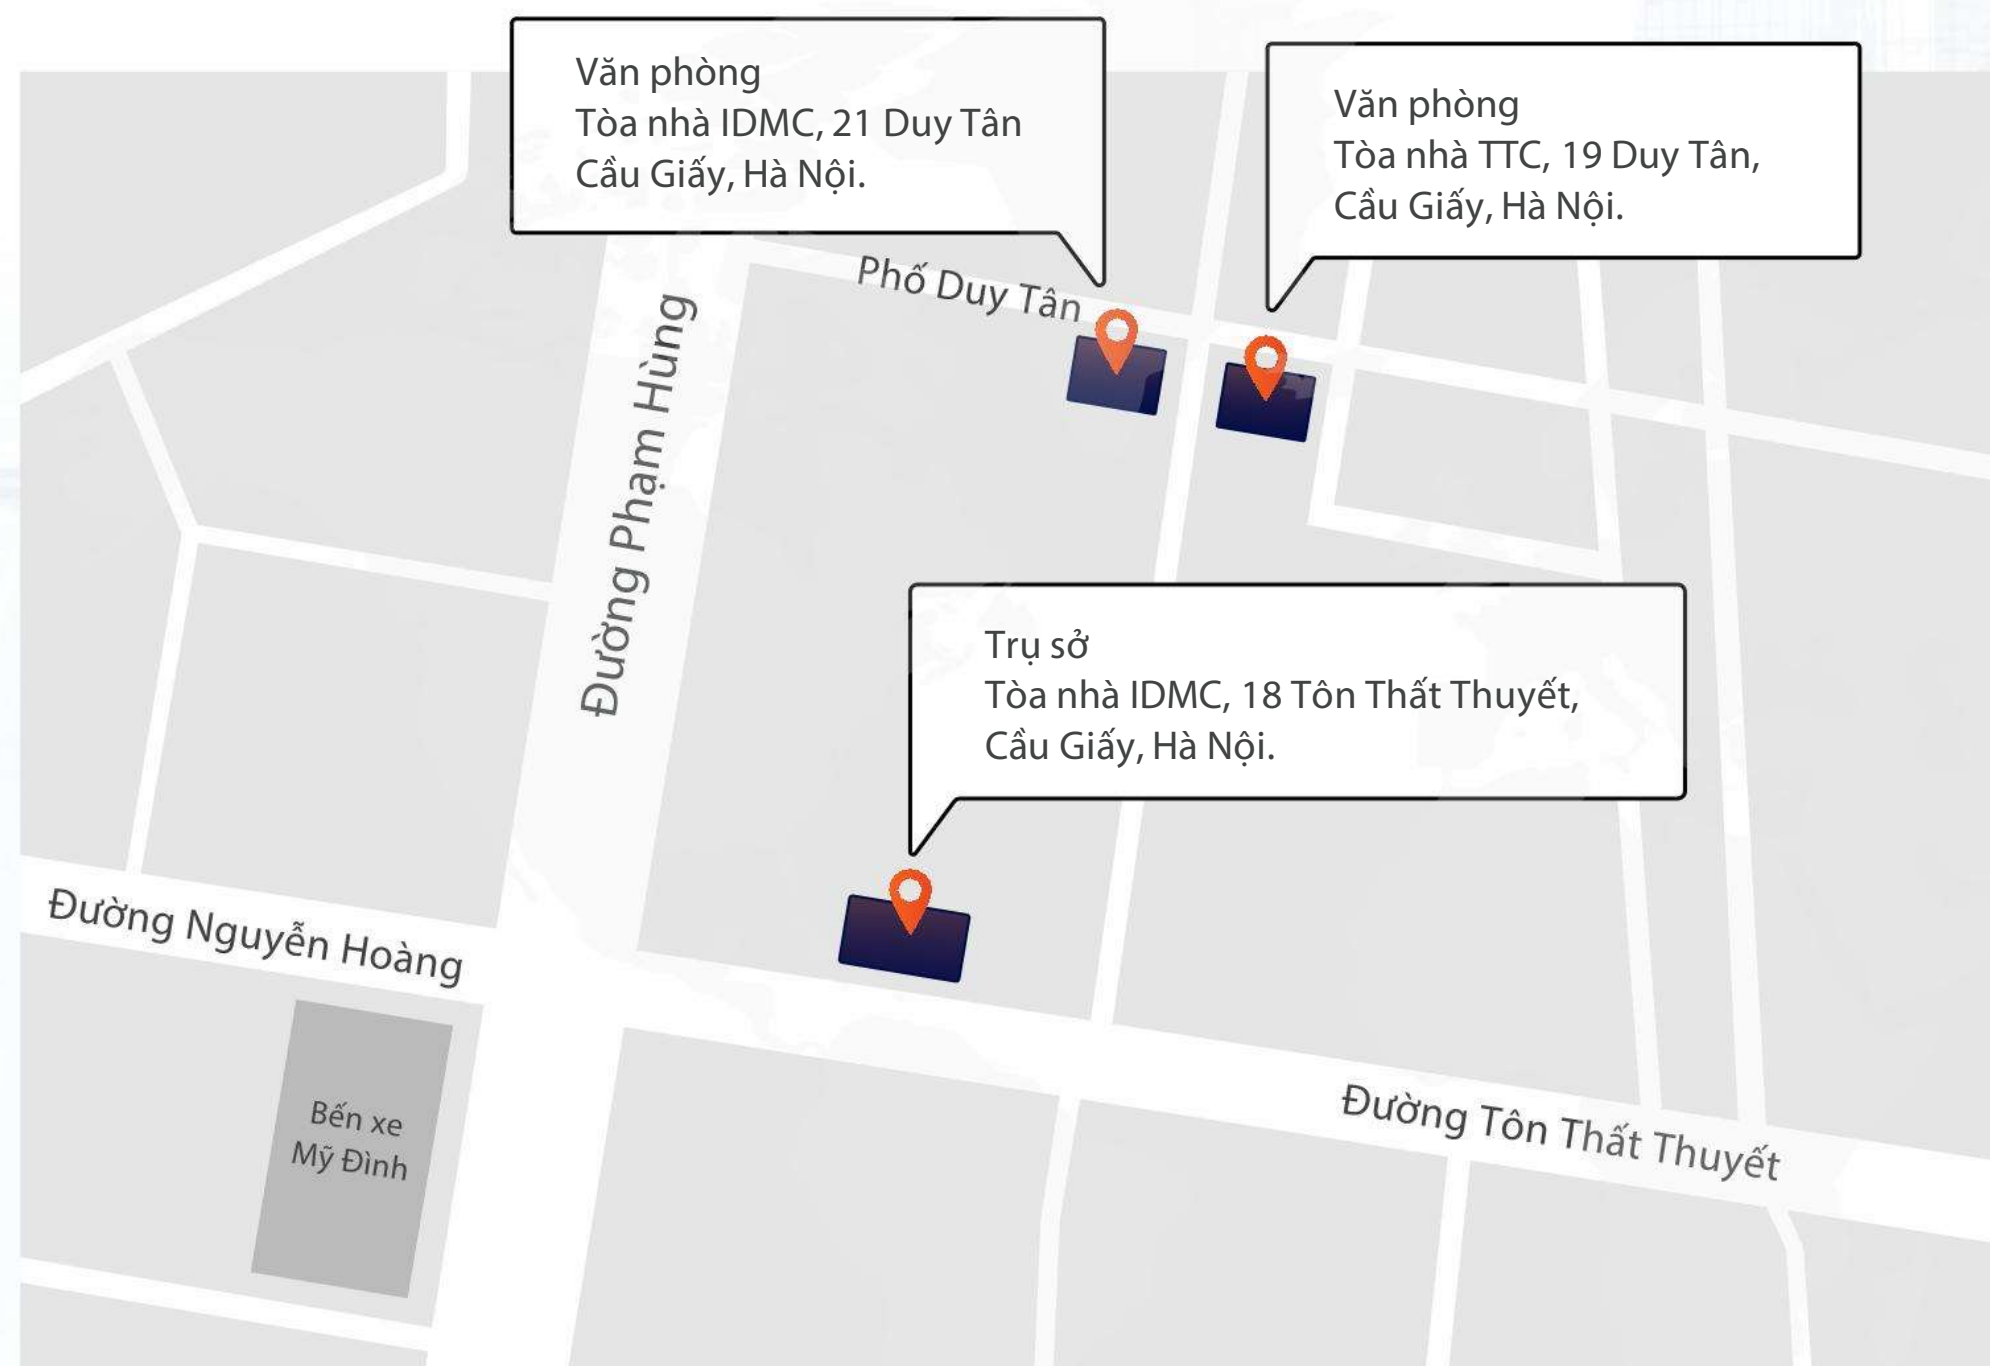 Văn phòng
Tòa nhà IDMC, 21 Duy Tân
Cầu Giấy, Hà Nội.
Văn phòng
Tòa nhà TTC, 19 Duy Tân,
Cầu Giấy, Hà Nội.
Phố Duy Tân
Đường Phạm Hùng
Trụ sở
Tòa nhà IDMC, 18 Tôn Thất Thuyết,
Cầu Giấy, Hà Nội.
Đường Nguyễn Hoàng
Bến xe
Mỹ Đình
Đường Tôn Thất Thuyết